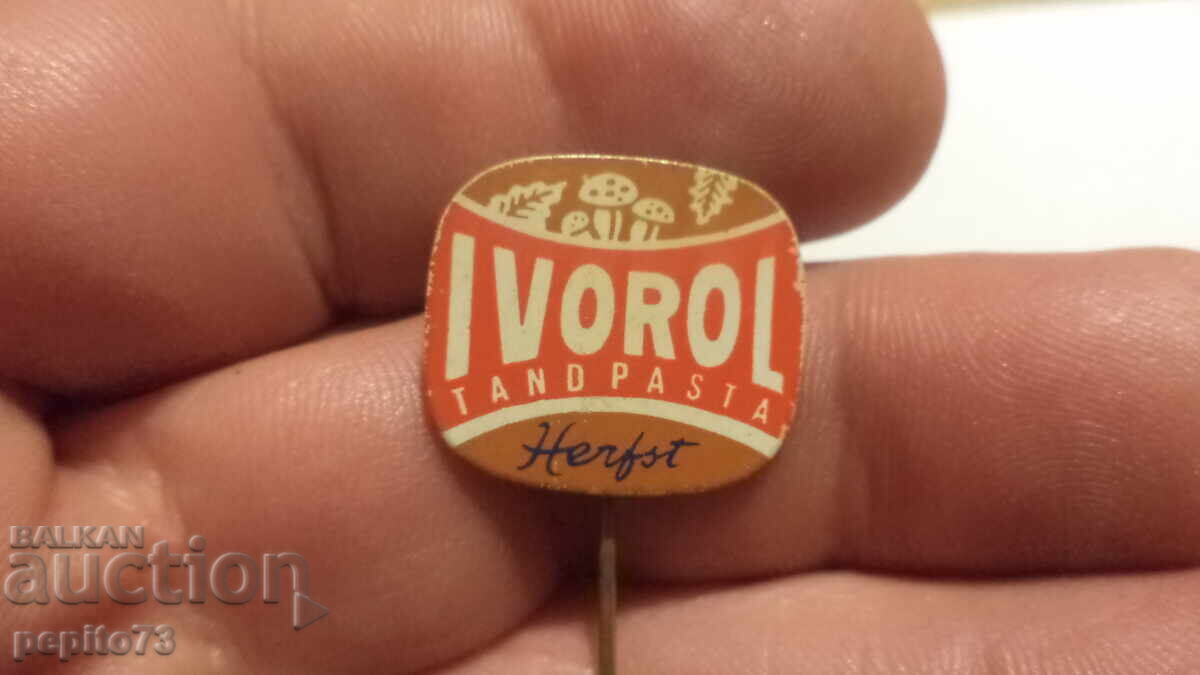 IVOROL
TANDPASTA
Herfst
BALKAN
auction
pepito73